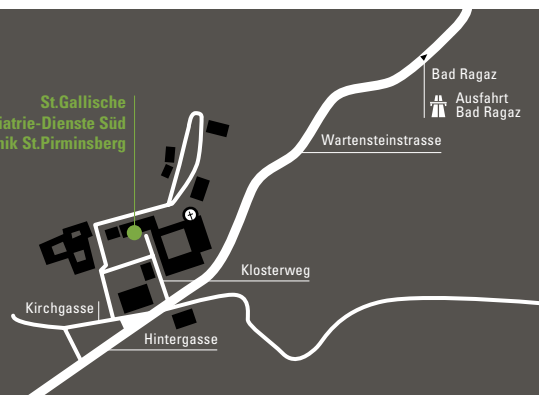 St.Gallische
iatrie-Dienste Süd
nik St.Pirminsberg
Bad Ragaz
Ausfahrt
Bad Ragaz
Wartensteinstrasse
Klosterweg
Kirchgasse
Hintergasse